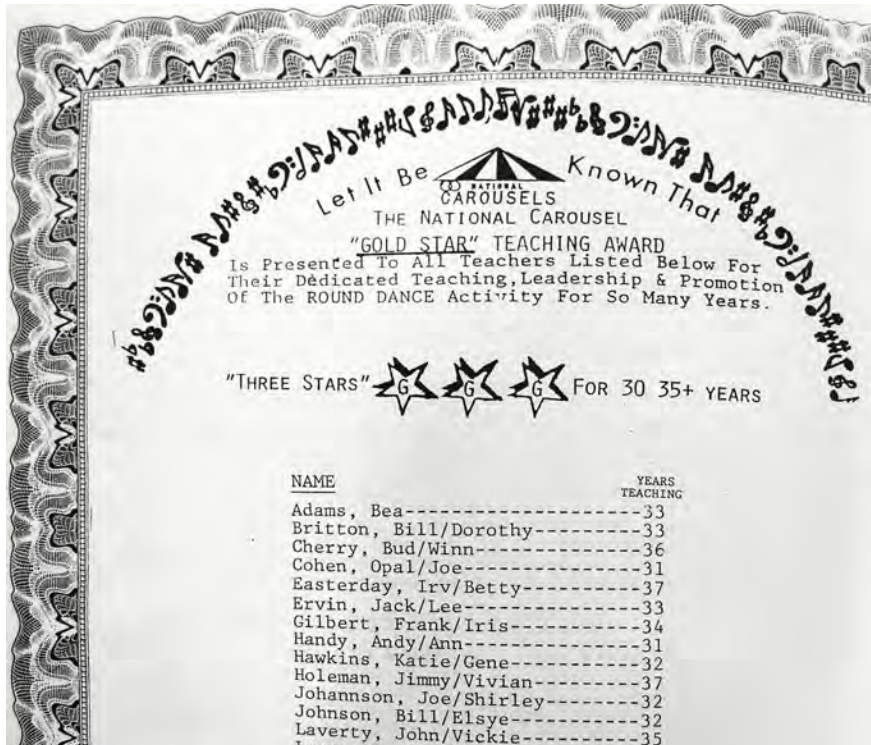 Let It Be Known That
NATIONAL
CAROUSELS
THE NATIONAL CAROUSEL
"GOLD STAR" TEACHING AWARD
Is Presented To All Teachers Listed Below For
Their Dedicated Teaching,Leadership & Promotion
Of The ROUND DANCE Activity For So Many Years.
"THREE STARS" G G G FOR 30 35+ YEARS
NAME YEARS
TEACHING
Adams, Bea--------------------33
Britton, Bill/Dorothy---------33
Cherry, Bud/Winn--------------36
Cohen, Opal/Joe---------------31
Easterday, Irv/Betty----------37
Ervin, Jack/Lee---------------33
Gilbert, Frank/Iris-----------34
Handy, Andy/Ann---------------31
Hawkins, Katie/Gene-----------32
Holeman, Jimmy/Vivian---------37
Johannson, Joe/Shirley--------32
Johnson, Bill/Elsye-----------32
Laverty, John/Vickie----------35